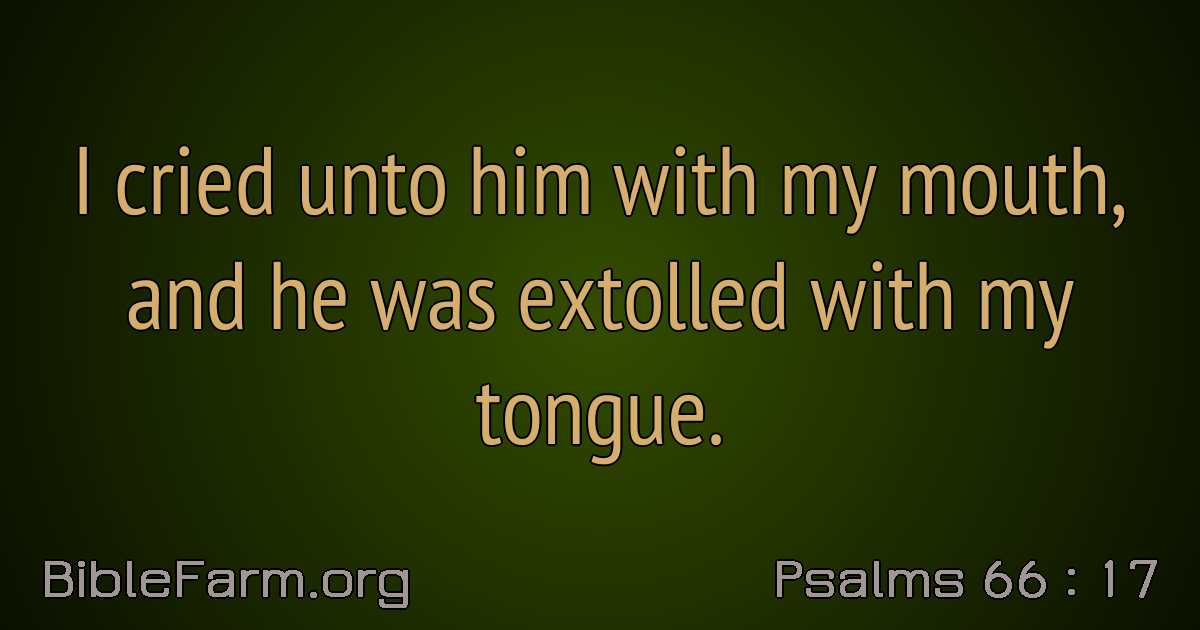 I cried unto him with my mouth,
and he was extolled with my
tongue.
BibleFarm.org
Psalms 66 : 17